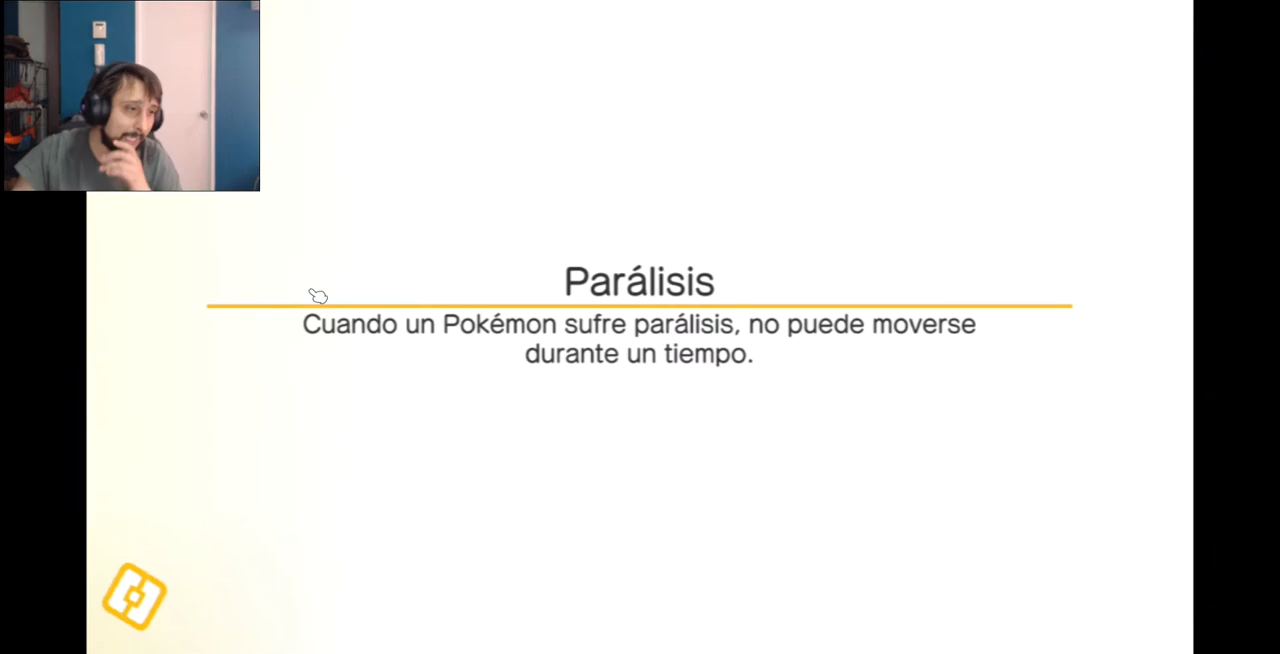 Parálisis
Cuando un Pokémon sufre parálisis, no puede moverse
durante un tiempo.